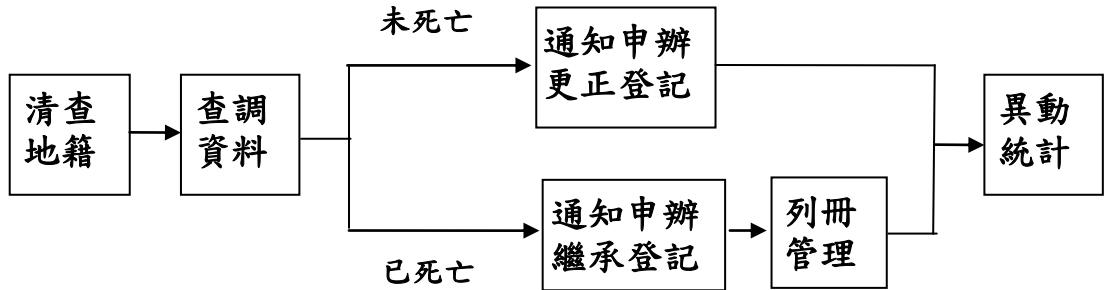 清查
地籍
查調
資料
未死亡
通知申辦
更正登記
已死亡
通知申辦
繼承登記
列冊
管理
異動
統計